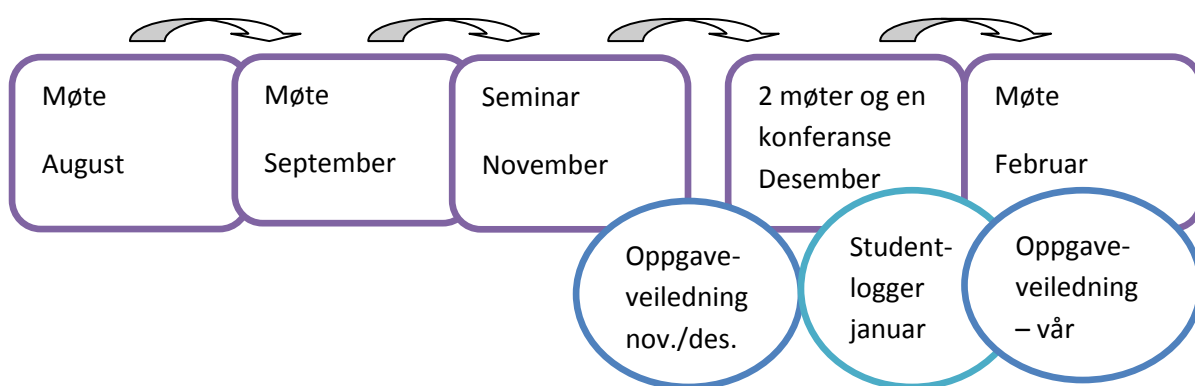 Møte
August
Møte
September
Seminar
November
2 møter og en
konferanse
Desember
Møte
Februar
Oppgave-
veiledning
nov./des.
Student-
logger
januar
Oppgave-
veiledning
– vår